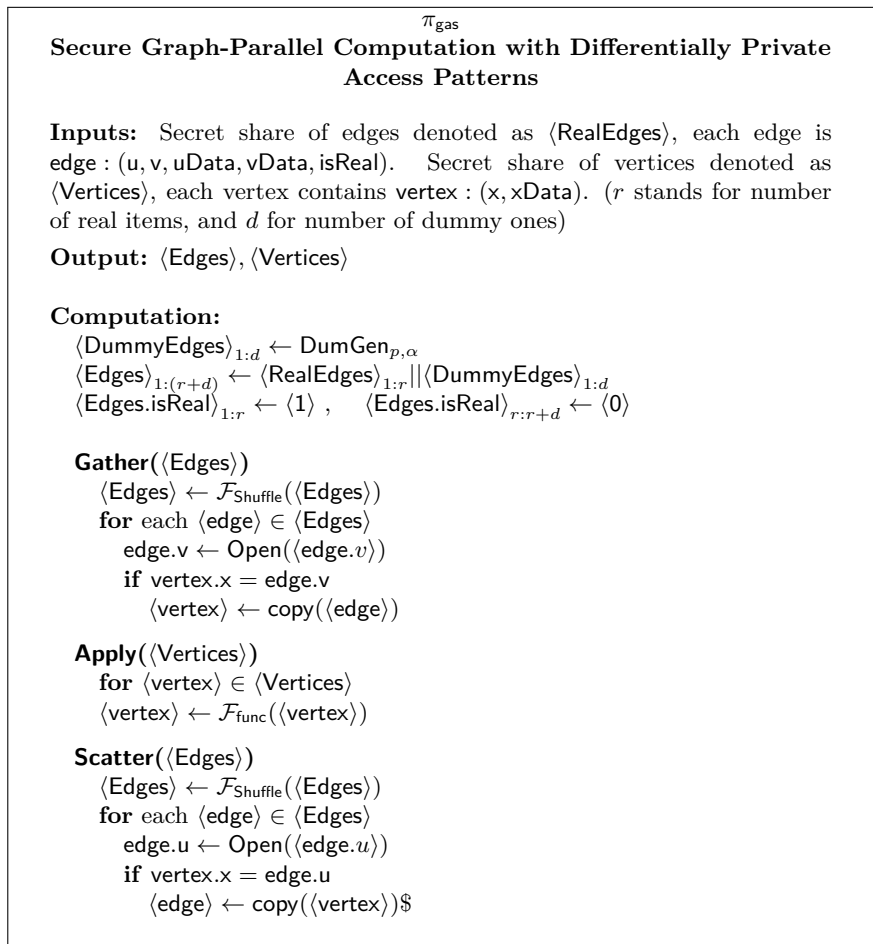 π_gas
Secure Graph-Parallel Computation with Differentially Private
Access Patterns
Inputs: Secret share of edges denoted as ⟨RealEdges⟩, each edge is
edge : (u, v, uData, vData, isReal). Secret share of vertices denoted as
⟨Vertices⟩, each vertex contains vertex : (x, xData). (r stands for number
of real items, and d for number of dummy ones)
Output: ⟨Edges⟩, ⟨Vertices⟩
Computation:
⟨DummyEdges⟩_{1:d} ← DumGen_{p,α}
⟨Edges⟩_{1:(r+d)} ← ⟨RealEdges⟩_{1:r}||⟨DummyEdges⟩_{1:d}
⟨Edges.isReal⟩_{1:r} ← ⟨1⟩ , ⟨Edges.isReal⟩_{r:r+d} ← ⟨0⟩
Gather(⟨Edges⟩)
⟨Edges⟩ ← F_Shuffle(⟨Edges⟩)
for each ⟨edge⟩ ∈ ⟨Edges⟩
edge.v ← Open(⟨edge.v⟩)
if vertex.x = edge.v
⟨vertex⟩ ← copy(⟨edge⟩)
Apply(⟨Vertices⟩)
for ⟨vertex⟩ ∈ ⟨Vertices⟩
⟨vertex⟩ ← F_func(⟨vertex⟩)
Scatter(⟨Edges⟩)
⟨Edges⟩ ← F_Shuffle(⟨Edges⟩)
for each ⟨edge⟩ ∈ ⟨Edges⟩
edge.u ← Open(⟨edge.u⟩)
if vertex.x = edge.u
⟨edge⟩ ← copy(⟨vertex⟩)$